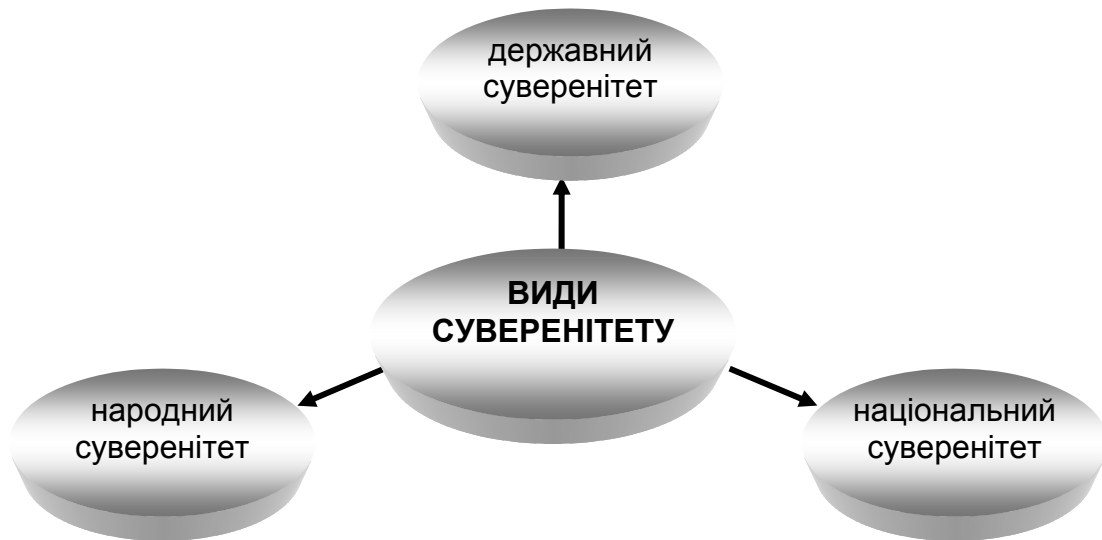 державний
суверенітет
ВИДИ
СУВЕРЕНІТЕТУ
народний
суверенітет
національний
суверенітет